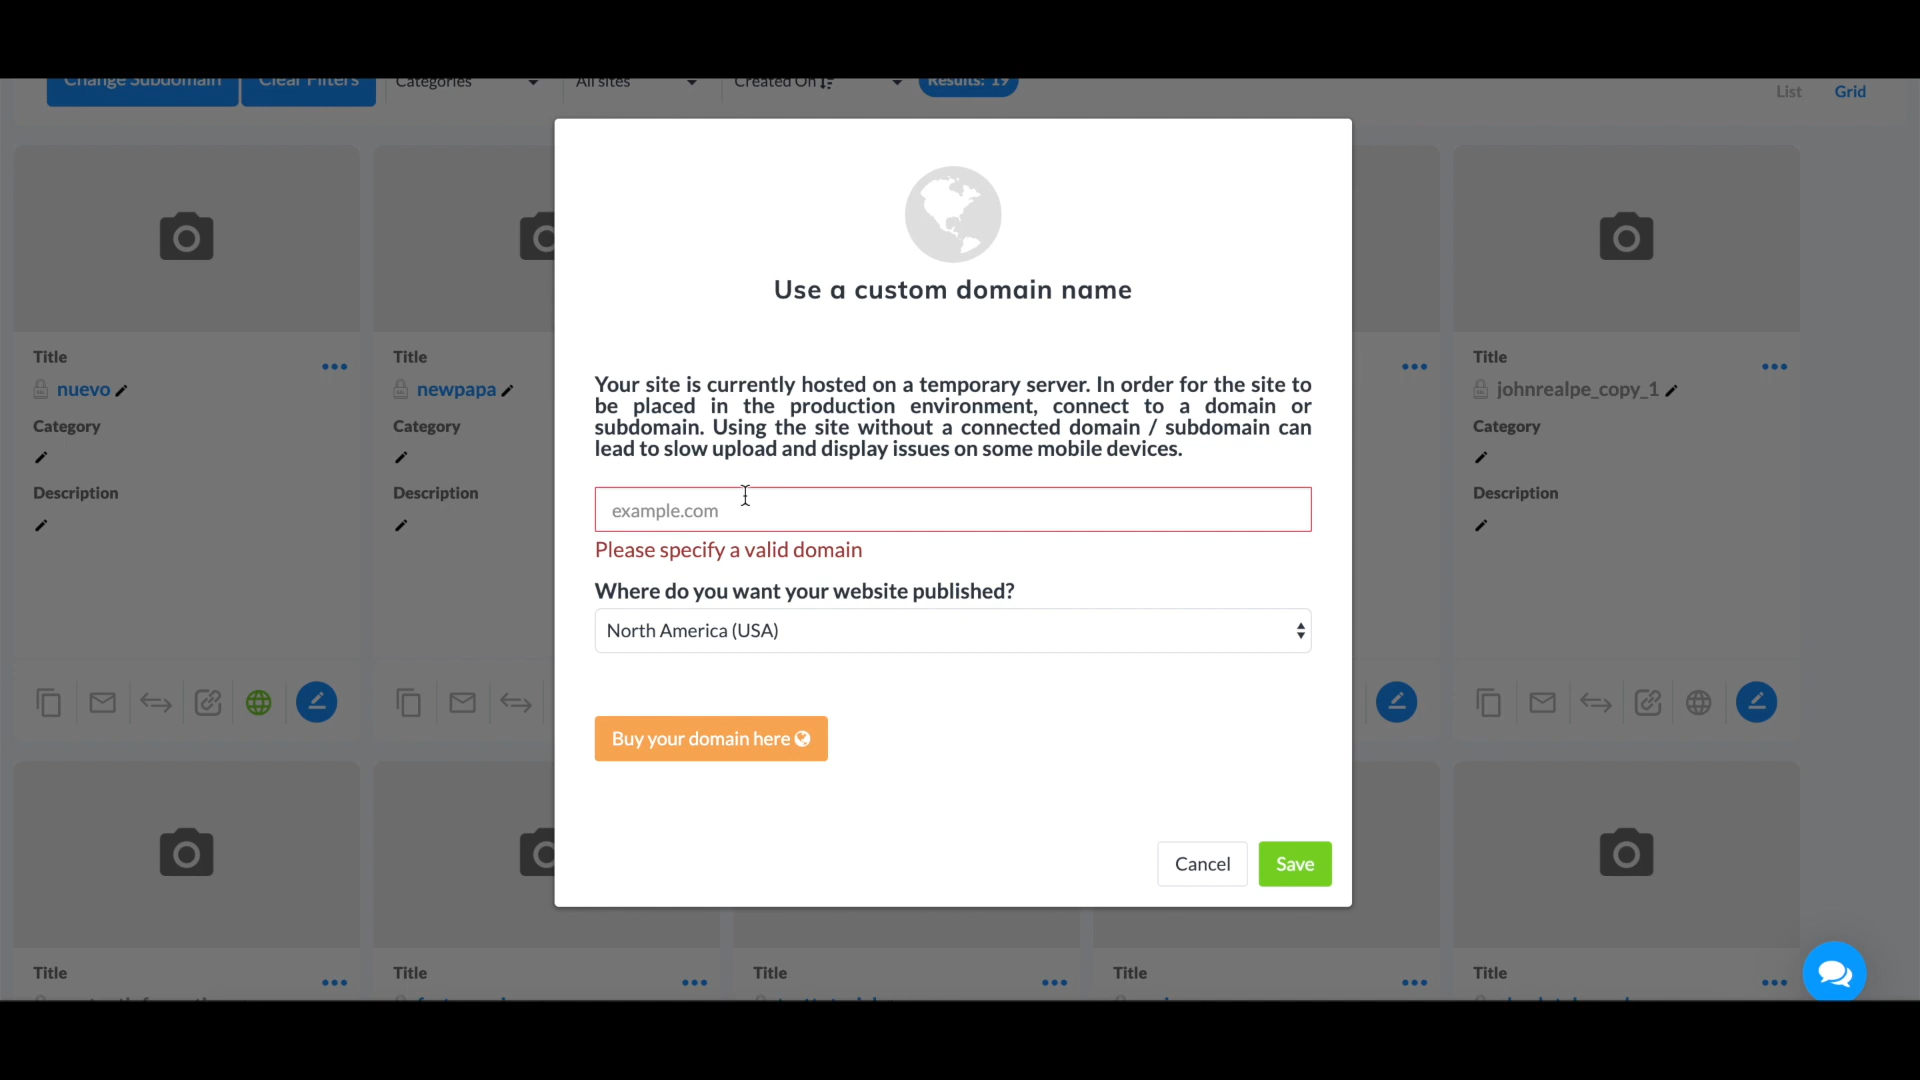 Change Subdomain Clear Filters Categories All sites Created On Results: 19
List Grid
Use a custom domain name
Your site is currently hosted on a temporary server. In order for the site to
be placed in the production environment, connect to a domain or
subdomain. Using the site without a connected domain / subdomain can
lead to slow upload and display issues on some mobile devices.
example.com
Please specify a valid domain
Where do you want your website published?
North America (USA)
Buy your domain here
Cancel Save
Title
nuevo
Category
Description
Title
newpapa
Category
Description
Title
johnrealpe_copy_1
Category
Description
Title
Title
Title
Title
Title